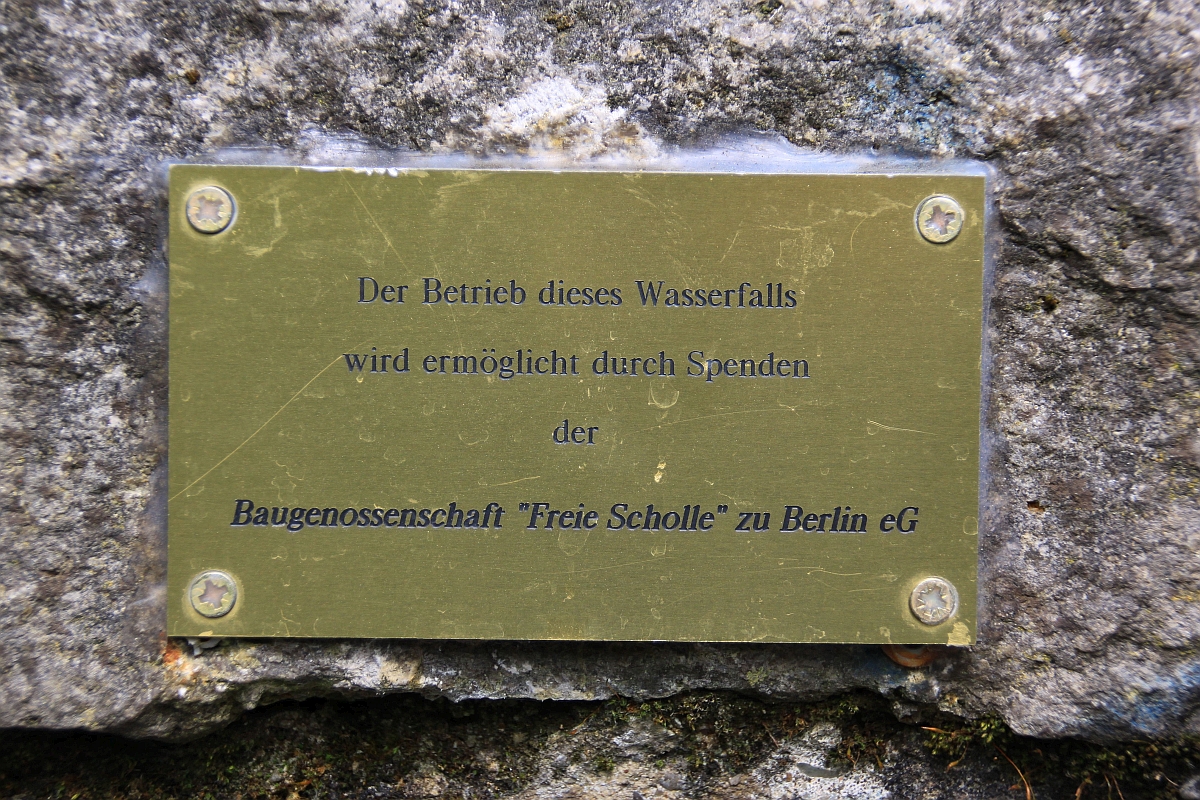 Der Betrieb dieses Wasserfalls
wird ermöglicht durch Spenden
der
Baugenossenschaft "Freie Scholle" zu Berlin eG